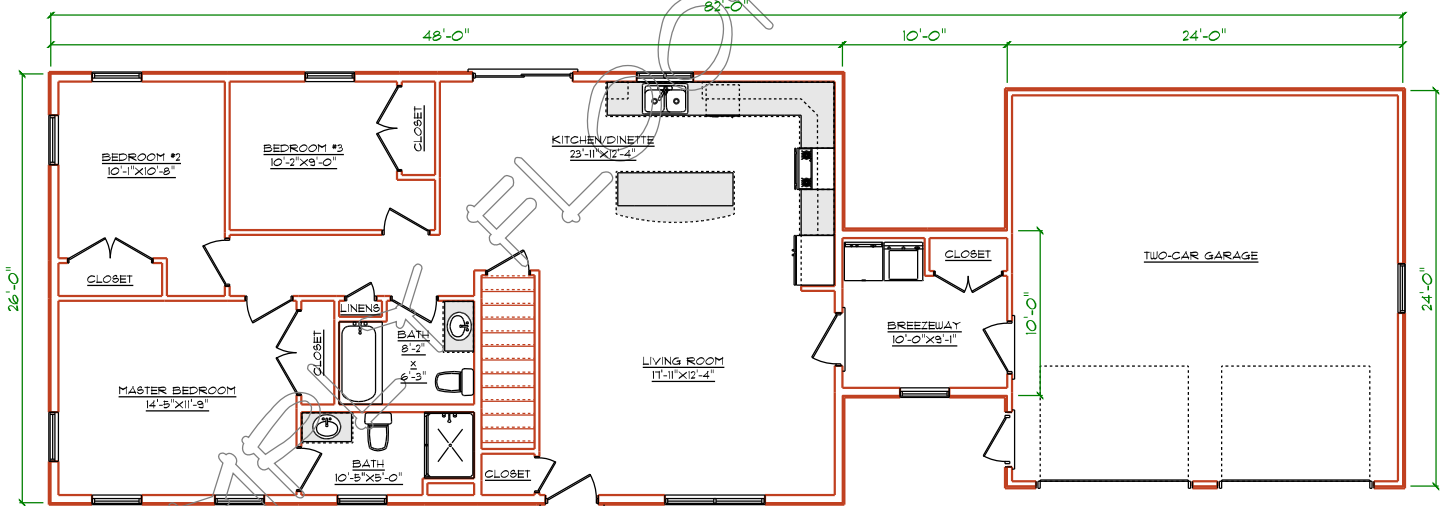 82'-0"
48'-0"
10'-0"
24'-0"
BEDROOM #2
10'-1"X10'-8"
BEDROOM #3
10'-2"X9'-0"
CLOSET
KITCHEN/DINETTE
23'-11"X12'-4"
CLOSET
26'-0"
LINENS
BATH
8'-2"
X
6'-3"
CLOSET
MASTER BEDROOM
14'-5"X11'-9"
BATH
10'-5"X5'-0"
CLOSET
LIVING ROOM
17'-11"X12'-4"
CLOSET
BREEZEWAY
10'-0"X9'-1"
10'-0"
TWO-CAR GARAGE
24'-0"